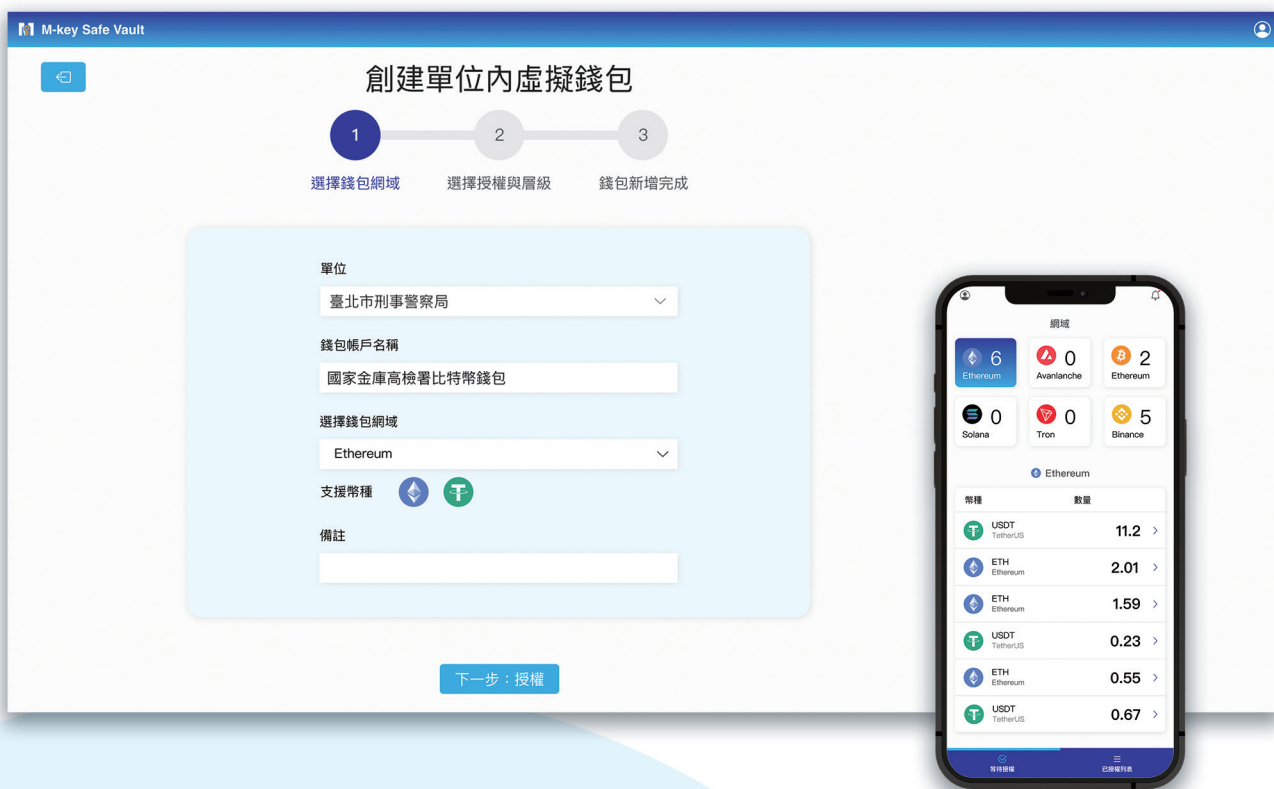 M-key Safe Vault
創建單位內虛擬錢包
1
2
3
選擇錢包網域
選擇授權與層級
錢包新增完成
單位
臺北市刑事警察局
錢包帳戶名稱
國家金庫高檢署比特幣錢包
選擇錢包網域
Ethereum
支援幣種
備註
下一步：授權
網域
6
Ethereum
0
Avanlanche
2
Ethereum
0
Solana
0
Tron
5
Binance
Ethereum
幣種 數量
USDT
TetherUS
11.2
ETH
Ethereum
2.01
ETH
Ethereum
1.59
USDT
TetherUS
0.23
ETH
Ethereum
0.55
USDT
TetherUS
0.67
等待授權
已授權列表